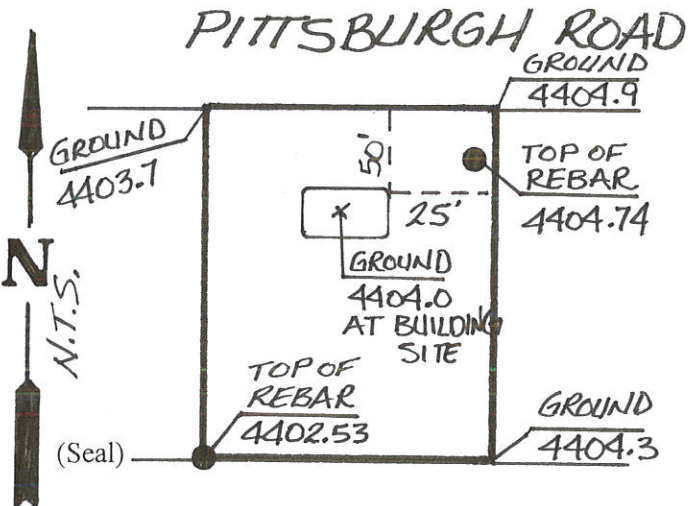 PITTSBURGH ROAD
GROUND
4404.9
GROUND
4403.7
50'
TOP OF
REBAR
4404.74
25'
GROUND
4404.0
AT BUILDING
SITE
N
N.T.S.
TOP OF
REBAR
4402.53
GROUND
4404.3
(Seal)